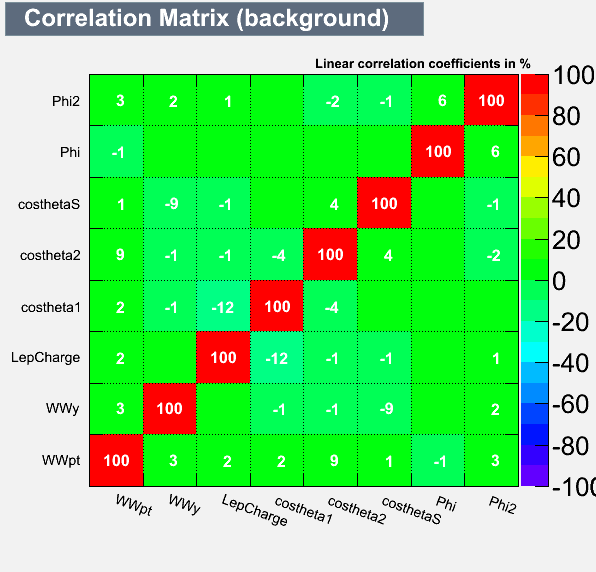 Correlation Matrix (background)
Linear correlation coefficients in %
Phi2 3 2 1 -2 -1 6 100
Phi -1 100 6
costhetaS 1 -9 -1 4 100 -1
costheta2 9 -1 -1 -4 100 4 -2
costheta1 2 -1 -12 100 -4
LepCharge 2 100 -12 -1 -1 1
WWy 3 100 -1 -1 -9 2
WWpt 100 3 2 2 9 1 -1 3
WWpt WWy LepCharge costheta1 costheta2 costhetaS Phi Phi2
100
80
60
40
20
0
-20
-40
-60
-80
-100